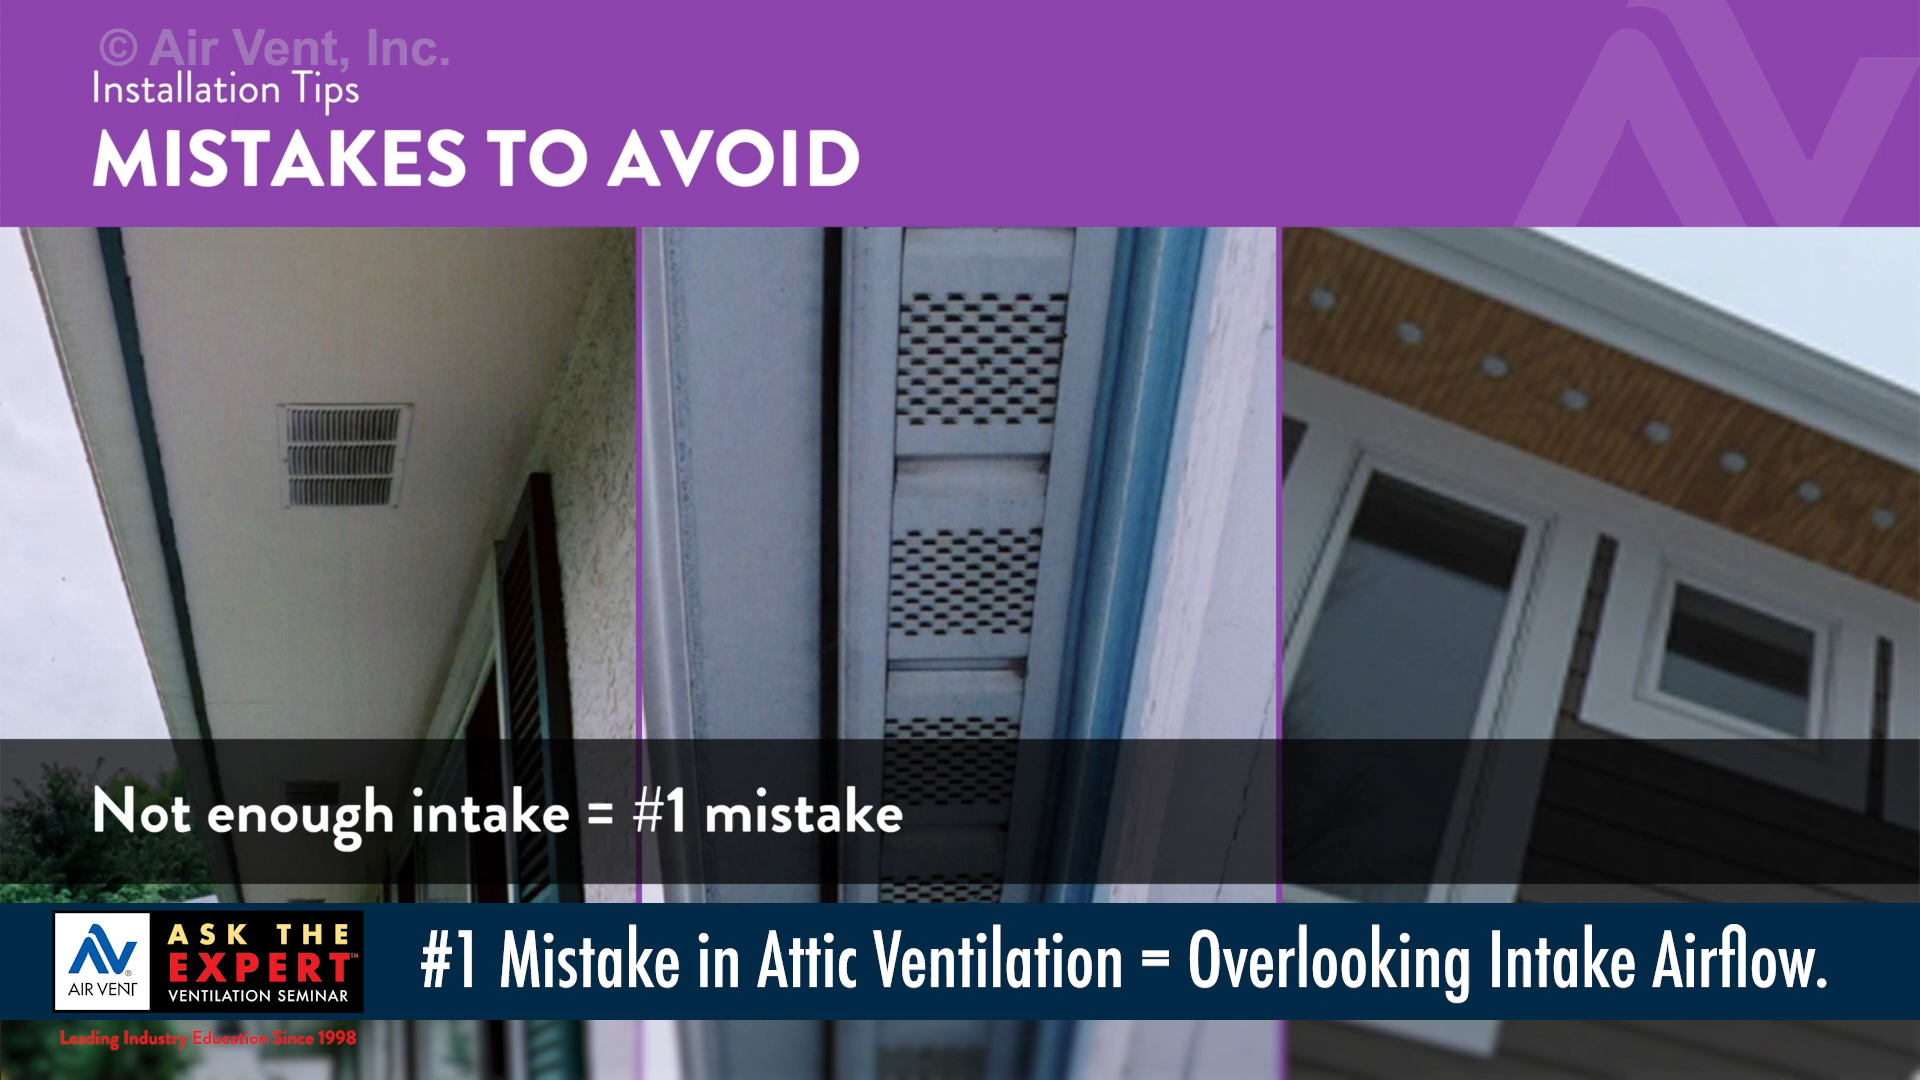 © Air Vent, Inc.
Installation Tips
MISTAKES TO AVOID
Not enough intake = #1 mistake
AIR VENT
ASK THE
EXPERT™
VENTILATION SEMINAR
#1 Mistake in Attic Ventilation = Overlooking Intake Airflow.
Leading Industry Education Since 1998